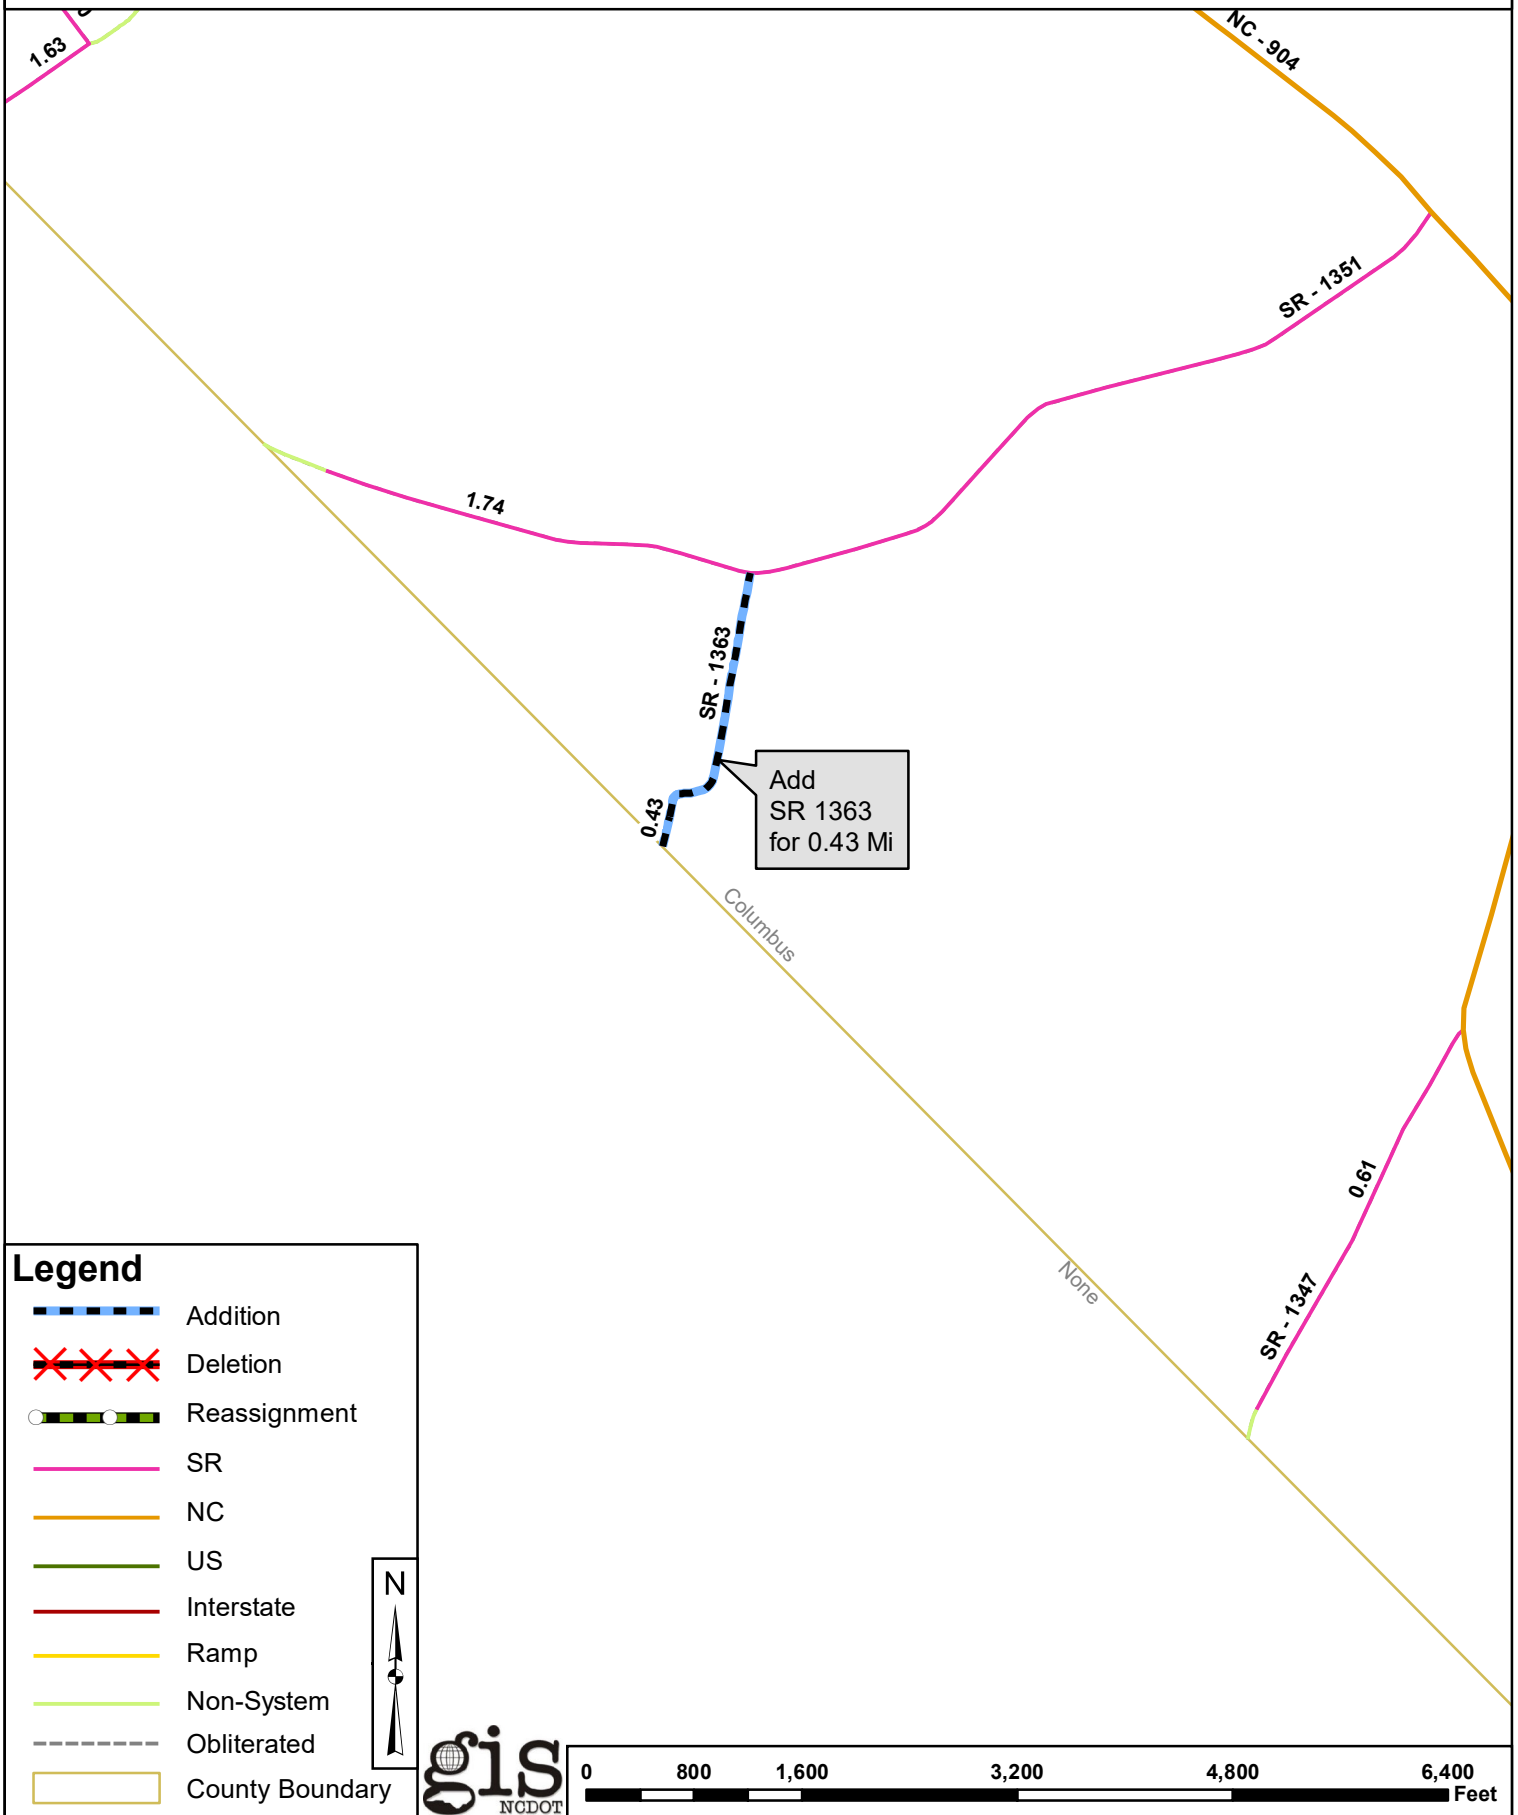 1.63
NC - 904
SR - 1351
1.74
SR - 1363
Add
SR 1363
for 0.43 Mi
0.43
Columbus
None
0.61
SR - 1347
Legend
Addition
Deletion
Reassignment
SR
NC
US
Interstate
Ramp
Non-System
Obliterated
County Boundary
N
gis
NCDOT
0 800 1,600 3,200 4,800 6,400
Feet